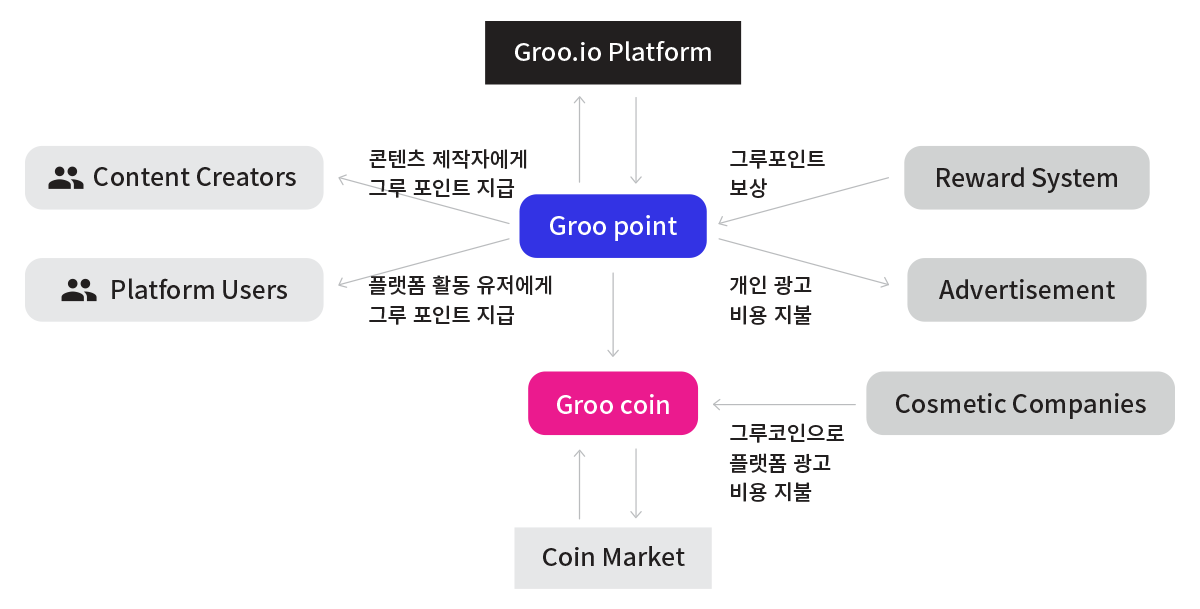 Groo.io Platform
Content Creators
콘텐츠 제작자에게
그루 포인트 지급
그루포인트
보상
Reward System
Groo point
Platform Users
플랫폼 활동 유저에게
그루 포인트 지급
개인 광고
비용 지불
Advertisement
Groo coin
Cosmetic Companies
그루코인으로
플랫폼 광고
비용 지불
Coin Market